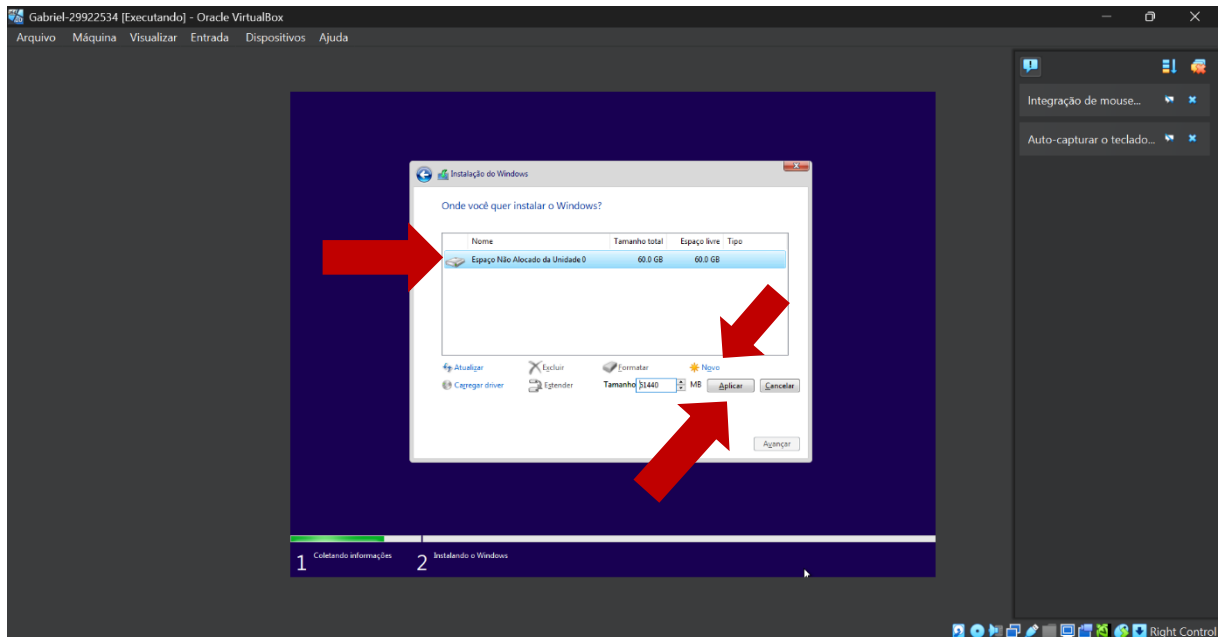 Gabriel-29922534 [Executando] - Oracle VirtualBox
Arquivo Máquina Visualizar Entrada Dispositivos Ajuda
Integração de mouse...
Auto-capturar o teclado...
Instalação do Windows
Onde você quer instalar o Windows?
Nome Tamanho total Espaço livre Tipo
Espaço Não Alocado da Unidade 0 60.0 GB 60.0 GB
Atualizar Excluir Formatar Novo
Carregar driver Estender Tamanho 51440 MB Aplicar Cancelar
Avançar
1 Coletando informações 2 Instalando o Windows
Right Control